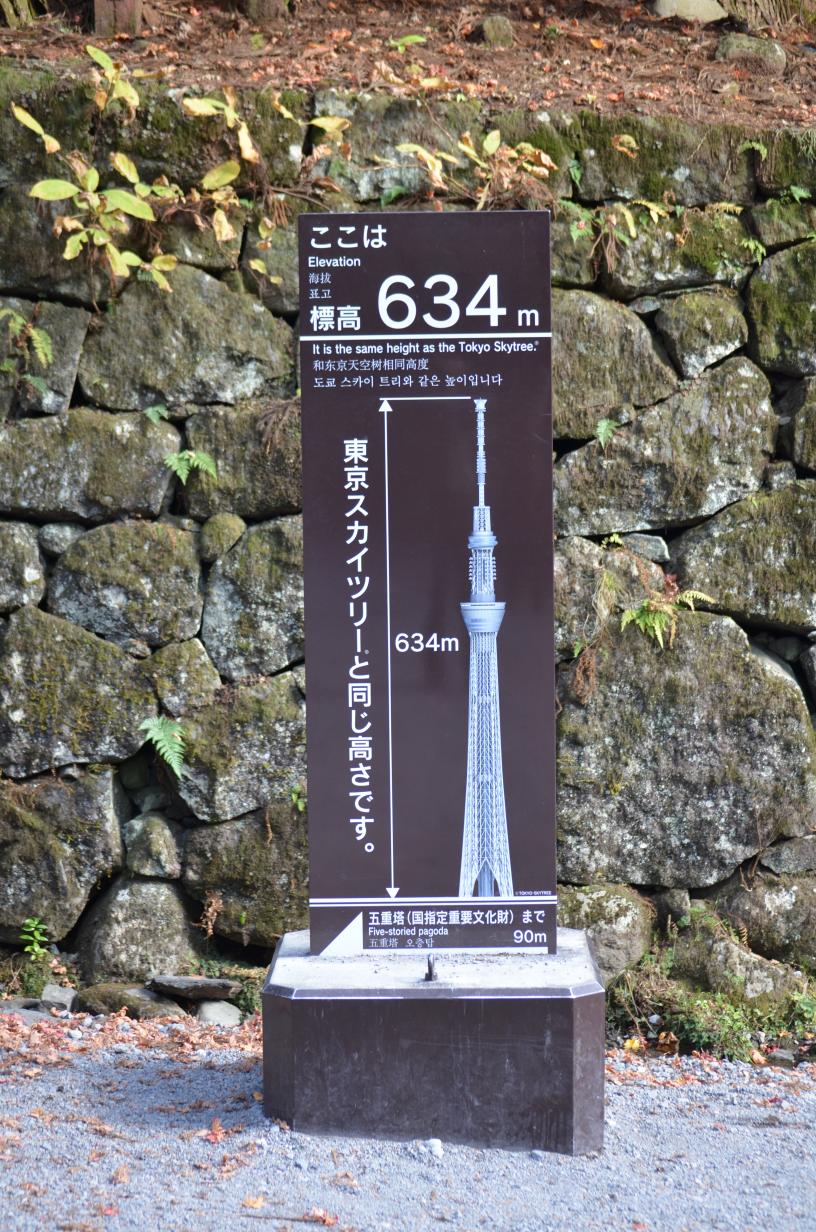 ここは
Elevation
海拔
표고
標高 634 m
It is the same height as the Tokyo Skytree.®
和东京天空树相同高度
도쿄 스카이 트리와 같은 높이입니다
東京スカイツリー®と同じ高さです。
634m
©TOKYO-SKYTREE
五重塔（国指定重要文化財）まで
Five-storied pagoda
五重塔 오층탑
90m